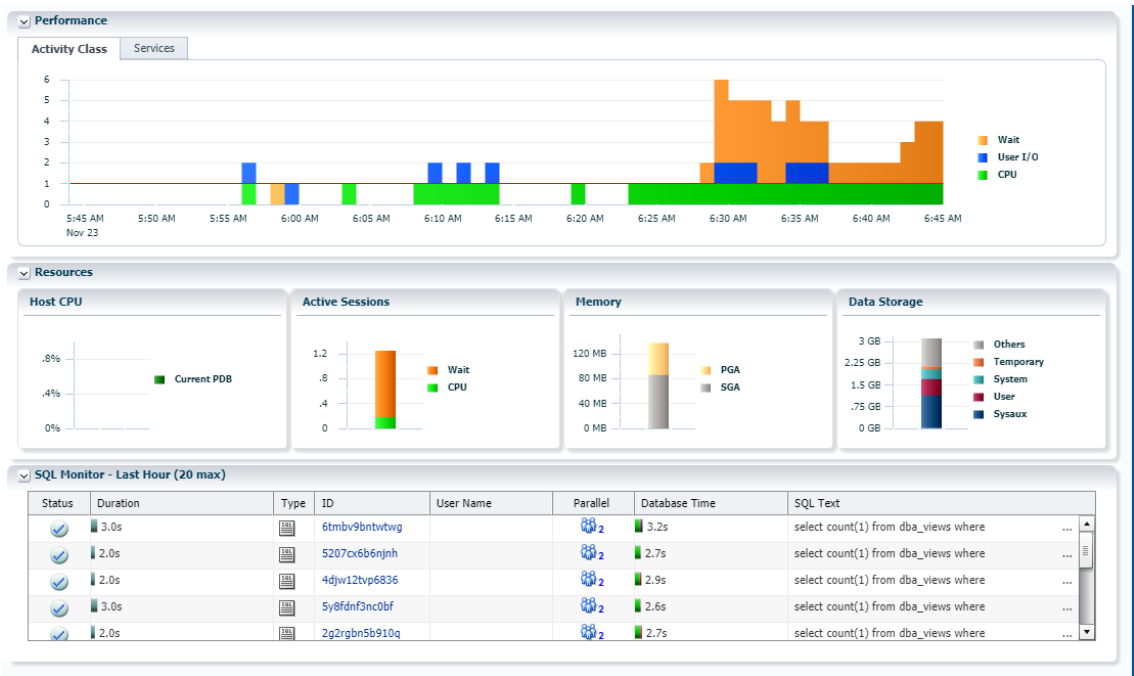 Performance
Activity Class Services
6
5
4
3
2
1
0
Wait
User I/O
CPU
5:45 AM 5:50 AM 5:55 AM 6:00 AM 6:05 AM 6:10 AM 6:15 AM 6:20 AM 6:25 AM 6:30 AM 6:35 AM 6:40 AM 6:45 AM
Nov 23
Resources
Host CPU
.8%
.4%
0%
Current PDB
Active Sessions
1.2
.8
.4
0
Wait
CPU
Memory
120 MB
80 MB
40 MB
0 MB
PGA
SGA
Data Storage
3 GB
2.25 GB
1.5 GB
.75 GB
0 GB
Others
Temporary
System
User
Sysaux
SQL Monitor - Last Hour (20 max)
Status Duration Type ID User Name Parallel Database Time SQL Text
3.0s SQL 6tmbv9bntwtwg 2 3.2s select count(1) from dba_views where ...
2.0s SQL 5207cx6b6njnh 2 2.7s select count(1) from dba_views where ...
2.0s SQL 4djw12tvp6836 2 2.9s select count(1) from dba_views where ...
3.0s SQL 5y8fdnf3nc0bf 2 2.6s select count(1) from dba_views where ...
2.0s SQL 2g2rgbn5b910q 2 2.7s select count(1) from dba_views where ...